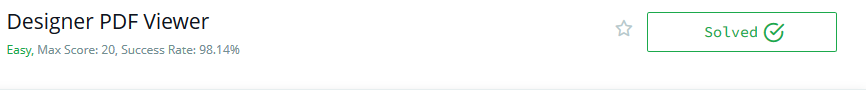 Designer PDF Viewer
Solved
Easy, Max Score: 20, Success Rate: 98.14%